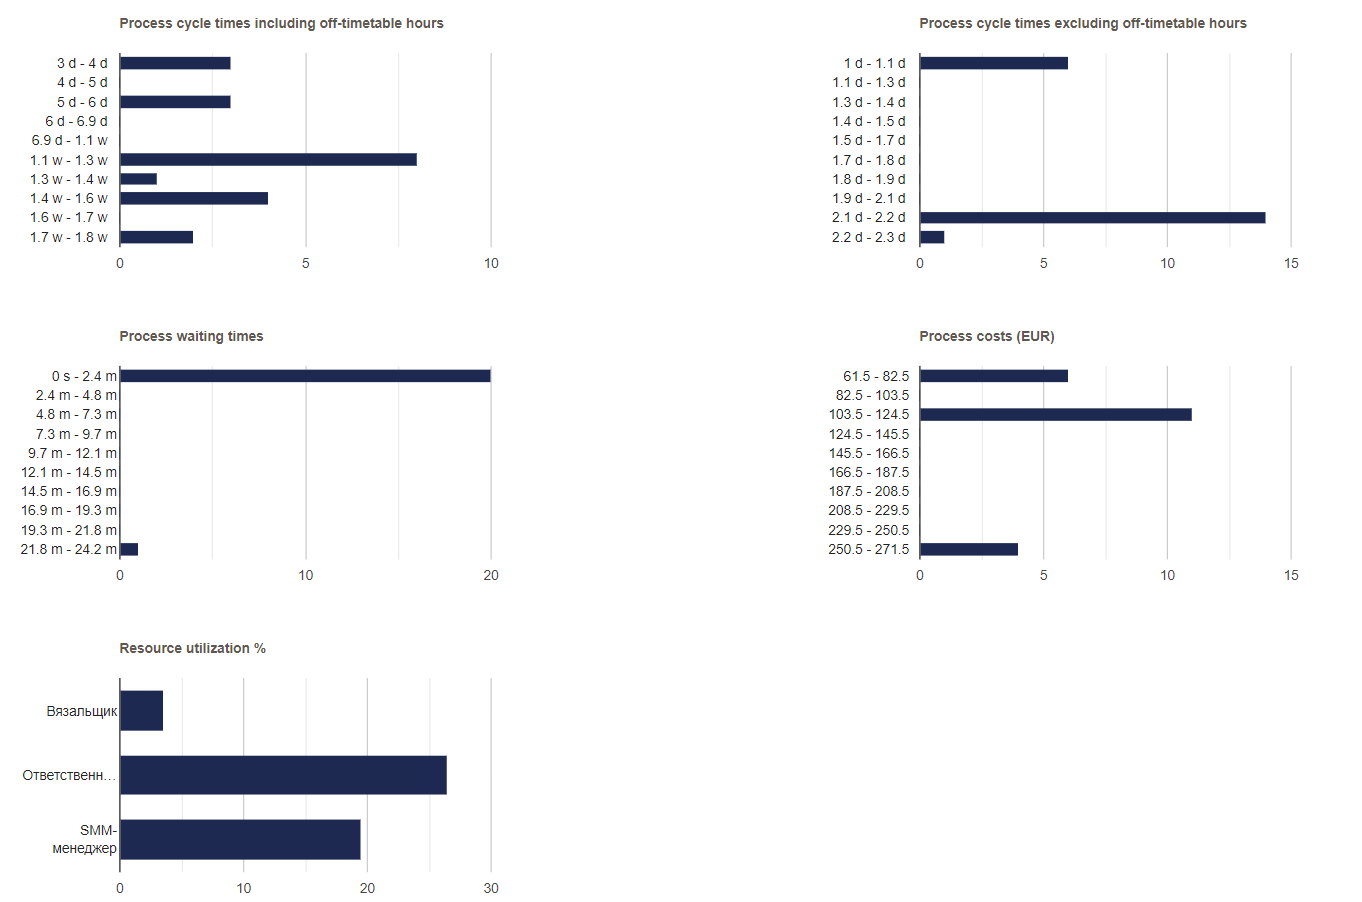 Process cycle times including off-timetable hours
3 d - 4 d
4 d - 5 d
5 d - 6 d
6 d - 6.9 d
6.9 d - 1.1 w
1.1 w - 1.3 w
1.3 w - 1.4 w
1.4 w - 1.6 w
1.6 w - 1.7 w
1.7 w - 1.8 w
0 5 10
Process cycle times excluding off-timetable hours
1 d - 1.1 d
1.1 d - 1.3 d
1.3 d - 1.4 d
1.4 d - 1.5 d
1.5 d - 1.7 d
1.7 d - 1.8 d
1.8 d - 1.9 d
1.9 d - 2.1 d
2.1 d - 2.2 d
2.2 d - 2.3 d
0 5 10 15
Process waiting times
0 s - 2.4 m
2.4 m - 4.8 m
4.8 m - 7.3 m
7.3 m - 9.7 m
9.7 m - 12.1 m
12.1 m - 14.5 m
14.5 m - 16.9 m
16.9 m - 19.3 m
19.3 m - 21.8 m
21.8 m - 24.2 m
0 10 20
Process costs (EUR)
61.5 - 82.5
82.5 - 103.5
103.5 - 124.5
124.5 - 145.5
145.5 - 166.5
166.5 - 187.5
187.5 - 208.5
208.5 - 229.5
229.5 - 250.5
250.5 - 271.5
0 5 10 15
Resource utilization %
Вязальщик
Ответственн…
SMM-
менеджер
0 10 20 30